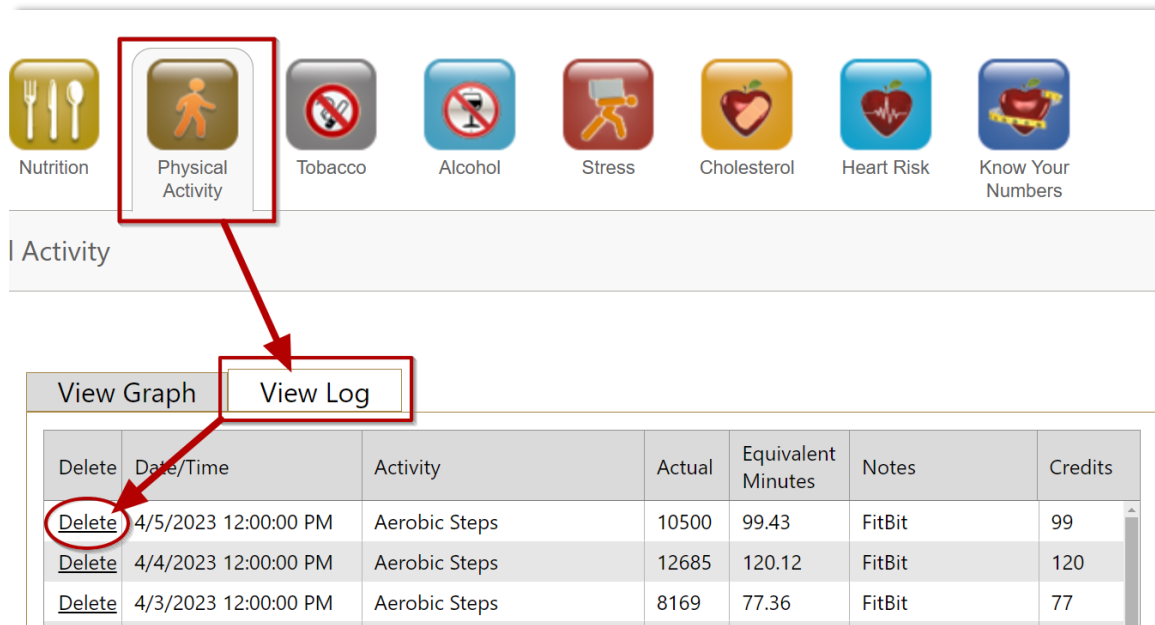 Nutrition
Physical
Activity
Tobacco
Alcohol
Stress
Cholesterol
Heart Risk
Know Your
Numbers
l Activity
View Graph View Log
Delete Date/Time Activity Actual Equivalent Minutes Notes Credits
Delete 4/5/2023 12:00:00 PM Aerobic Steps 10500 99.43 FitBit 99
Delete 4/4/2023 12:00:00 PM Aerobic Steps 12685 120.12 FitBit 120
Delete 4/3/2023 12:00:00 PM Aerobic Steps 8169 77.36 FitBit 77